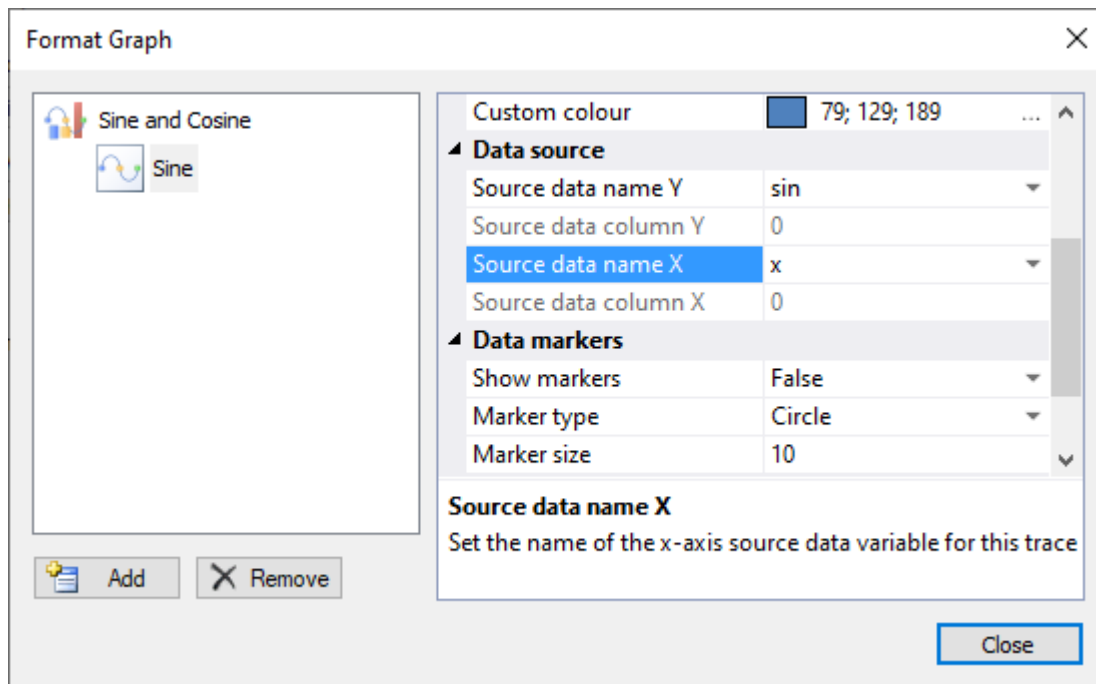 Format Graph
Sine and Cosine
Sine
Custom colour 79; 129; 189 ...
Data source
Source data name Y sin
Source data column Y 0
Source data name X x
Source data column X 0
Data markers
Show markers False
Marker type Circle
Marker size 10
Source data name X
Set the name of the x-axis source data variable for this trace
Add Remove
Close